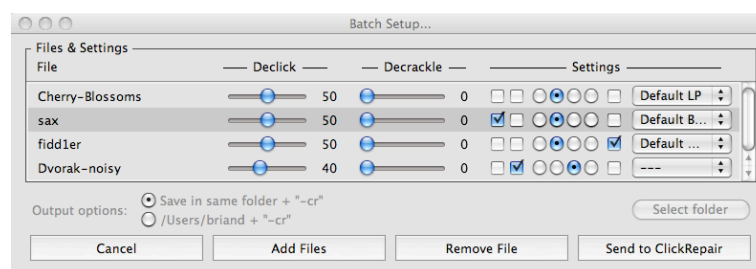 Batch Setup...
Files & Settings
File Declick Decrackle Settings
Cherry-Blossoms 50 0 Default LP
sax 50 0 Default B...
fidd1er 50 0 Default ...
Dvorak-noisy 40 0 ---
Output options: Save in same folder + "-cr"
/Users/briand + "-cr"
Select folder
Cancel Add Files Remove File Send to ClickRepair